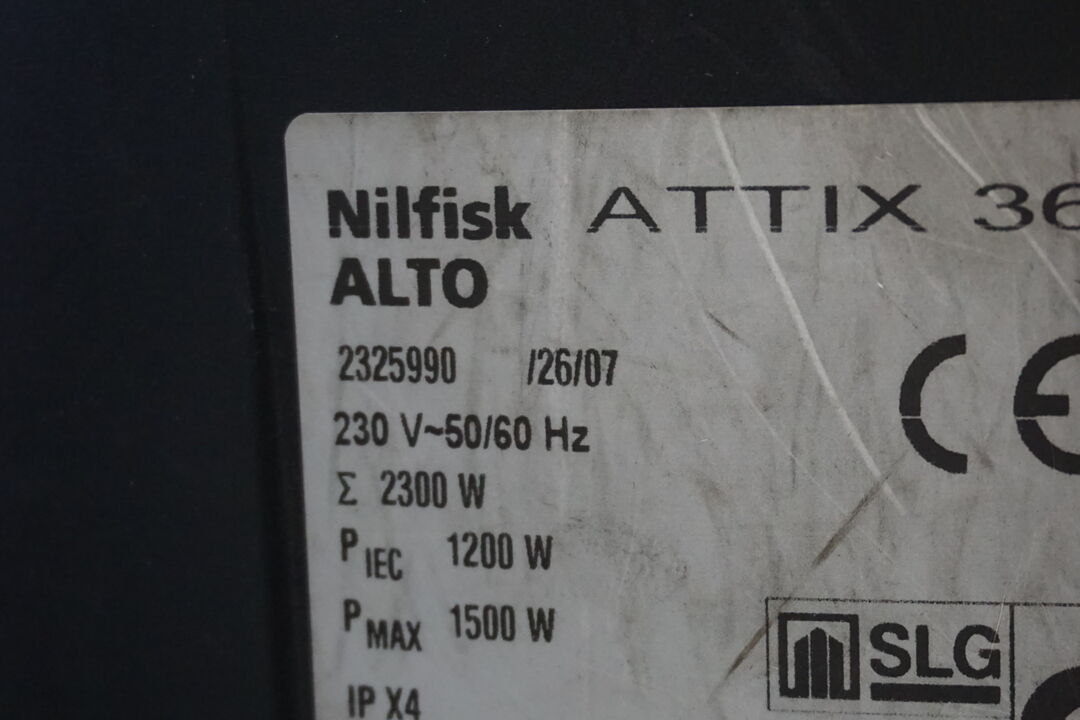 Nilfisk ATTIX 36
ALTO
2325990 /26/07
230 V~50/60 Hz
Σ 2300 W
P IEC 1200 W
P MAX 1500 W
IP X4
CE
SLG